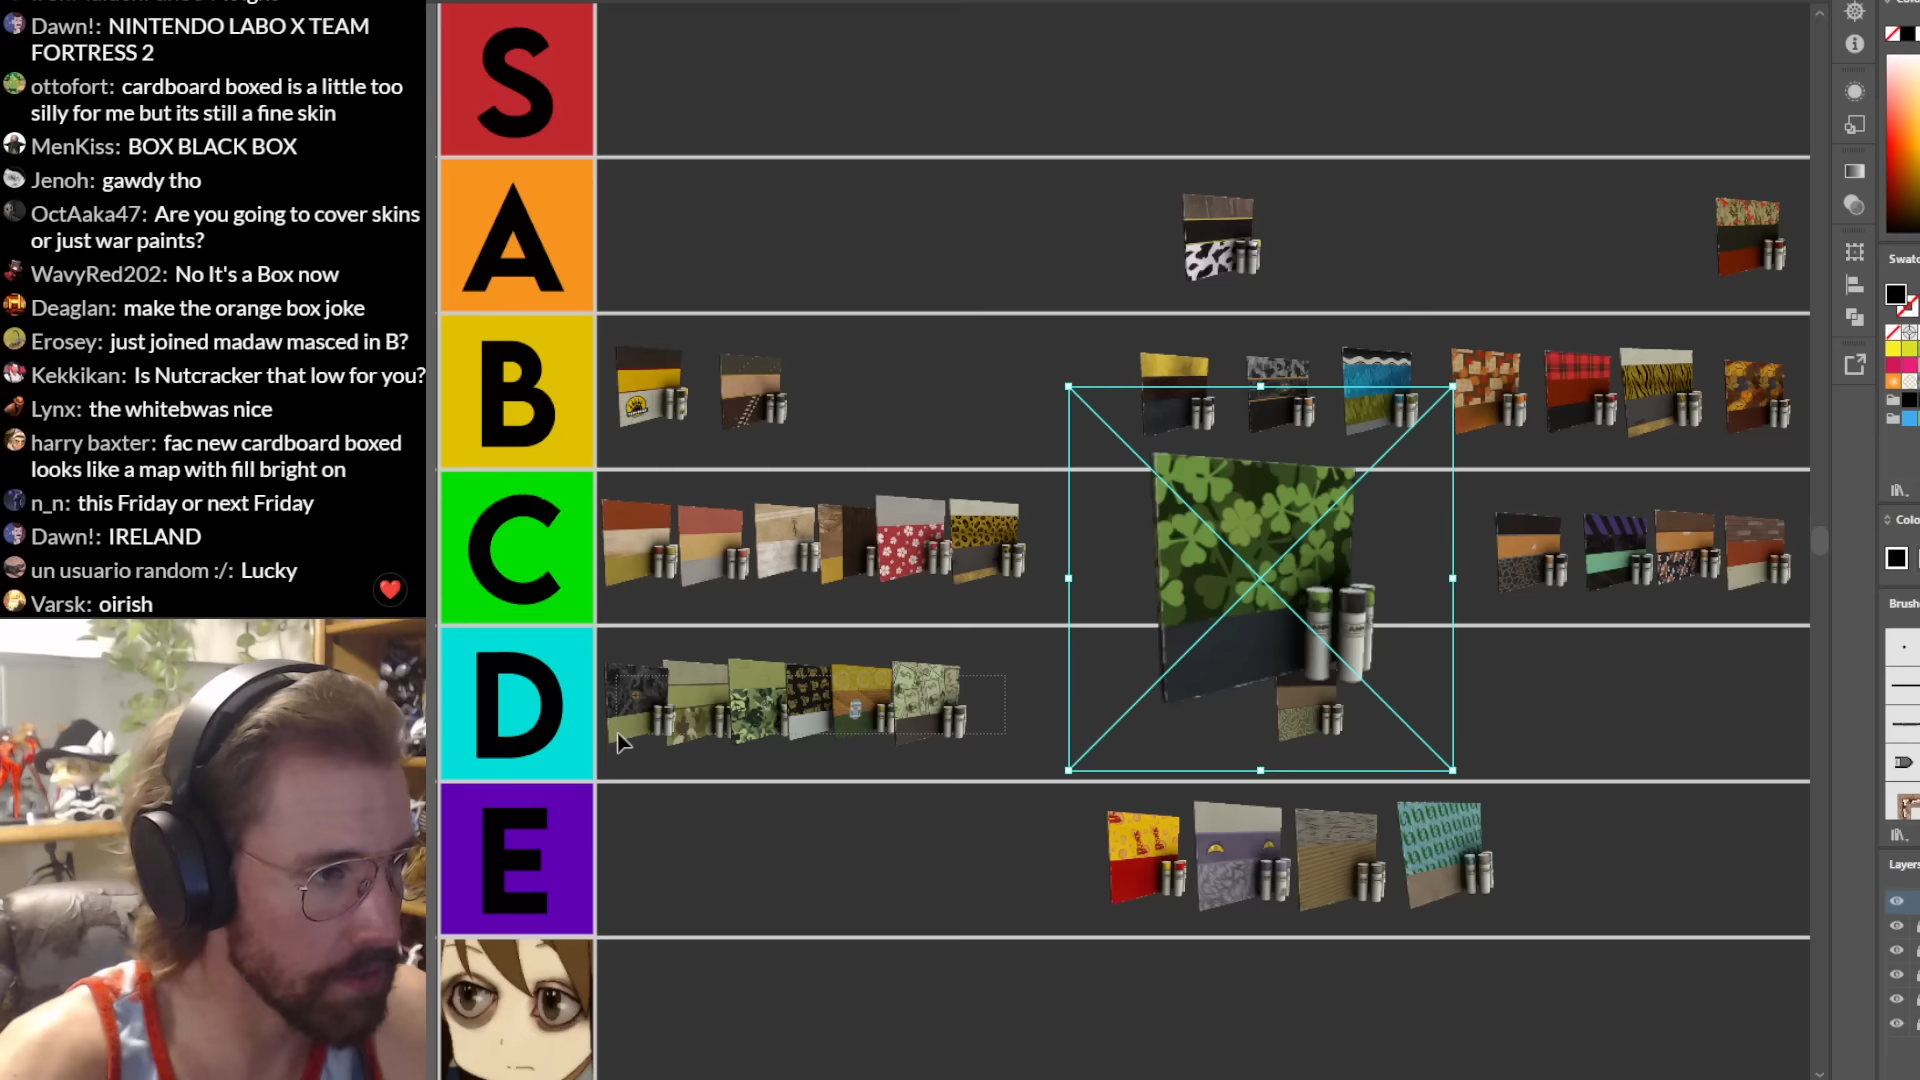 Dawn!: NINTENDO LABO X TEAM
FORTRESS 2
ottofort: cardboard boxed is a little too
silly for me but its still a fine skin
MenKiss: BOX BLACK BOX
Jenoh: gawdy tho
OctAaka47: Are you going to cover skins
or just war paints?
WavyRed202: No It's a Box now
Deaglan: make the orange box joke
Erosey: just joined madaw masced in B?
Kekkikan: Is Nutcracker that low for you?
Lynx: the whitebwas nice
harry baxter: fac new cardboard boxed
looks like a map with fill bright on
n_n: this Friday or next Friday
Dawn!: IRELAND
un usuario random :/: Lucky
Varsk: oirish
S
A
B
C
D
E
Swatc
Colo
Brushe
Layers